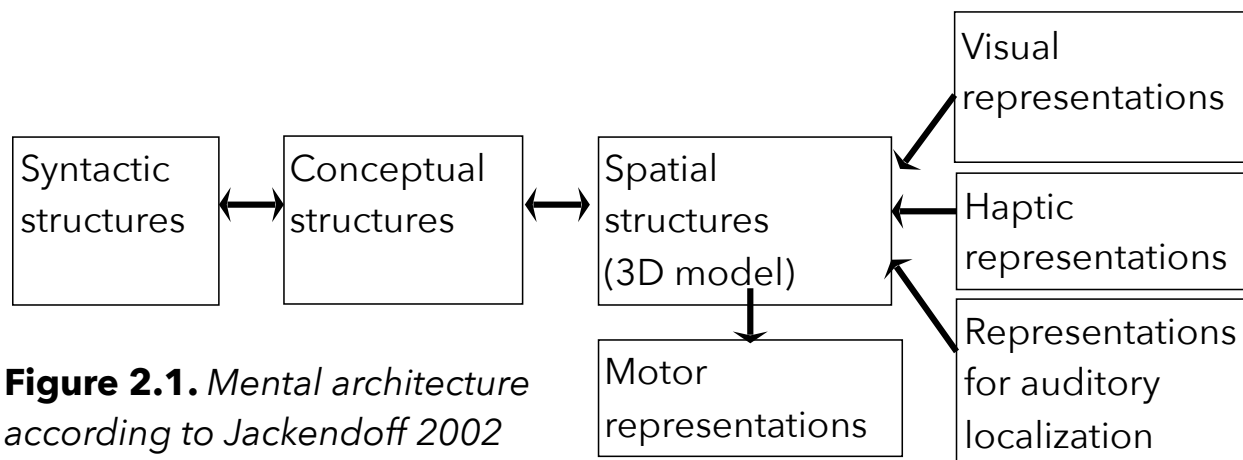 Syntactic
structures
Conceptual
structures
Spatial
structures
(3D model)
Visual
representations
Haptic
representations
Representations
for auditory
localization
Motor
representations
Figure 2.1. Mental architecture
according to Jackendoff 2002